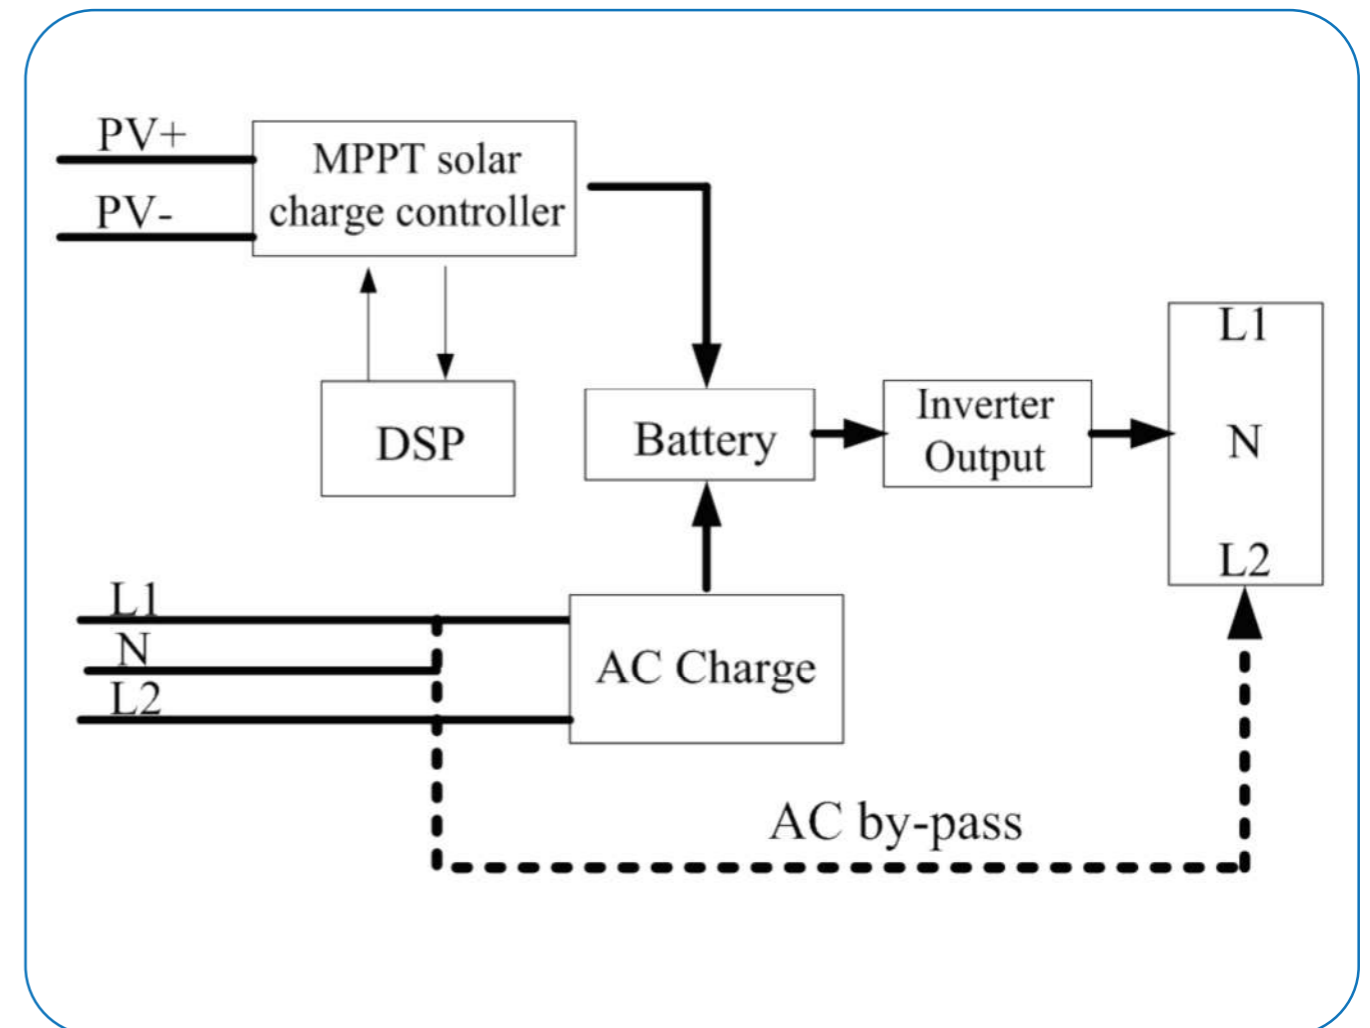 PV+
PV-
MPPT solar
charge controller
DSP
Battery
Inverter
Output
L1
N
L2
L1
N
L2
AC Charge
AC by-pass